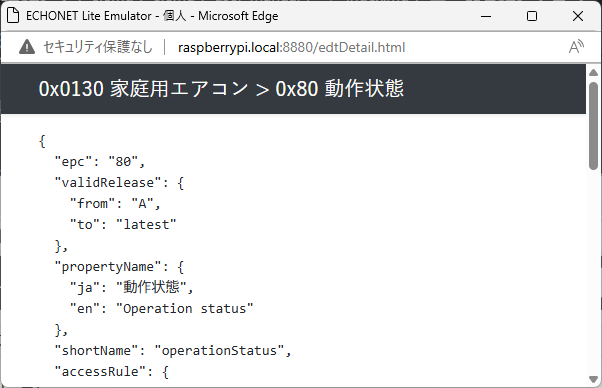 ECHONET Lite Emulator - 個人 - Microsoft Edge
セキュリティ保護なし raspberrypi.local:8880/edtDetail.html A
0x0130 家庭用エアコン > 0x80 動作状態
{
  "epc": "80",
  "validRelease": {
    "from": "A",
    "to": "latest"
  },
  "propertyName": {
    "ja": "動作状態",
    "en": "Operation status"
  },
  "shortName": "operationStatus",
  "accessRule": {